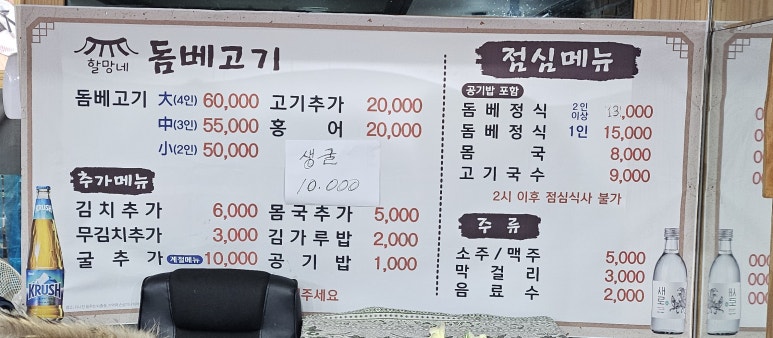 할망네 돔베고기
돔베고기 大(4인) 60,000
中(3인) 55,000
小(2인) 50,000
고기추가 20,000
홍어 20,000
생굴
10.000
추가메뉴
김치추가 6,000
무김치추가 3,000
굴추가 계절메뉴 10,000
몸국추가 5,000
김가루밥 2,000
공기밥 1,000
주세요
점심메뉴
공기밥 포함
돔베정식 2인 이상 13,000
돔베정식 1인 15,000
몸국 8,000
고기국수 9,000
2시 이후 점심식사 불가
주류
소주/맥주 5,000
막걸리 3,000
음료수 2,000
KRUSH
새로